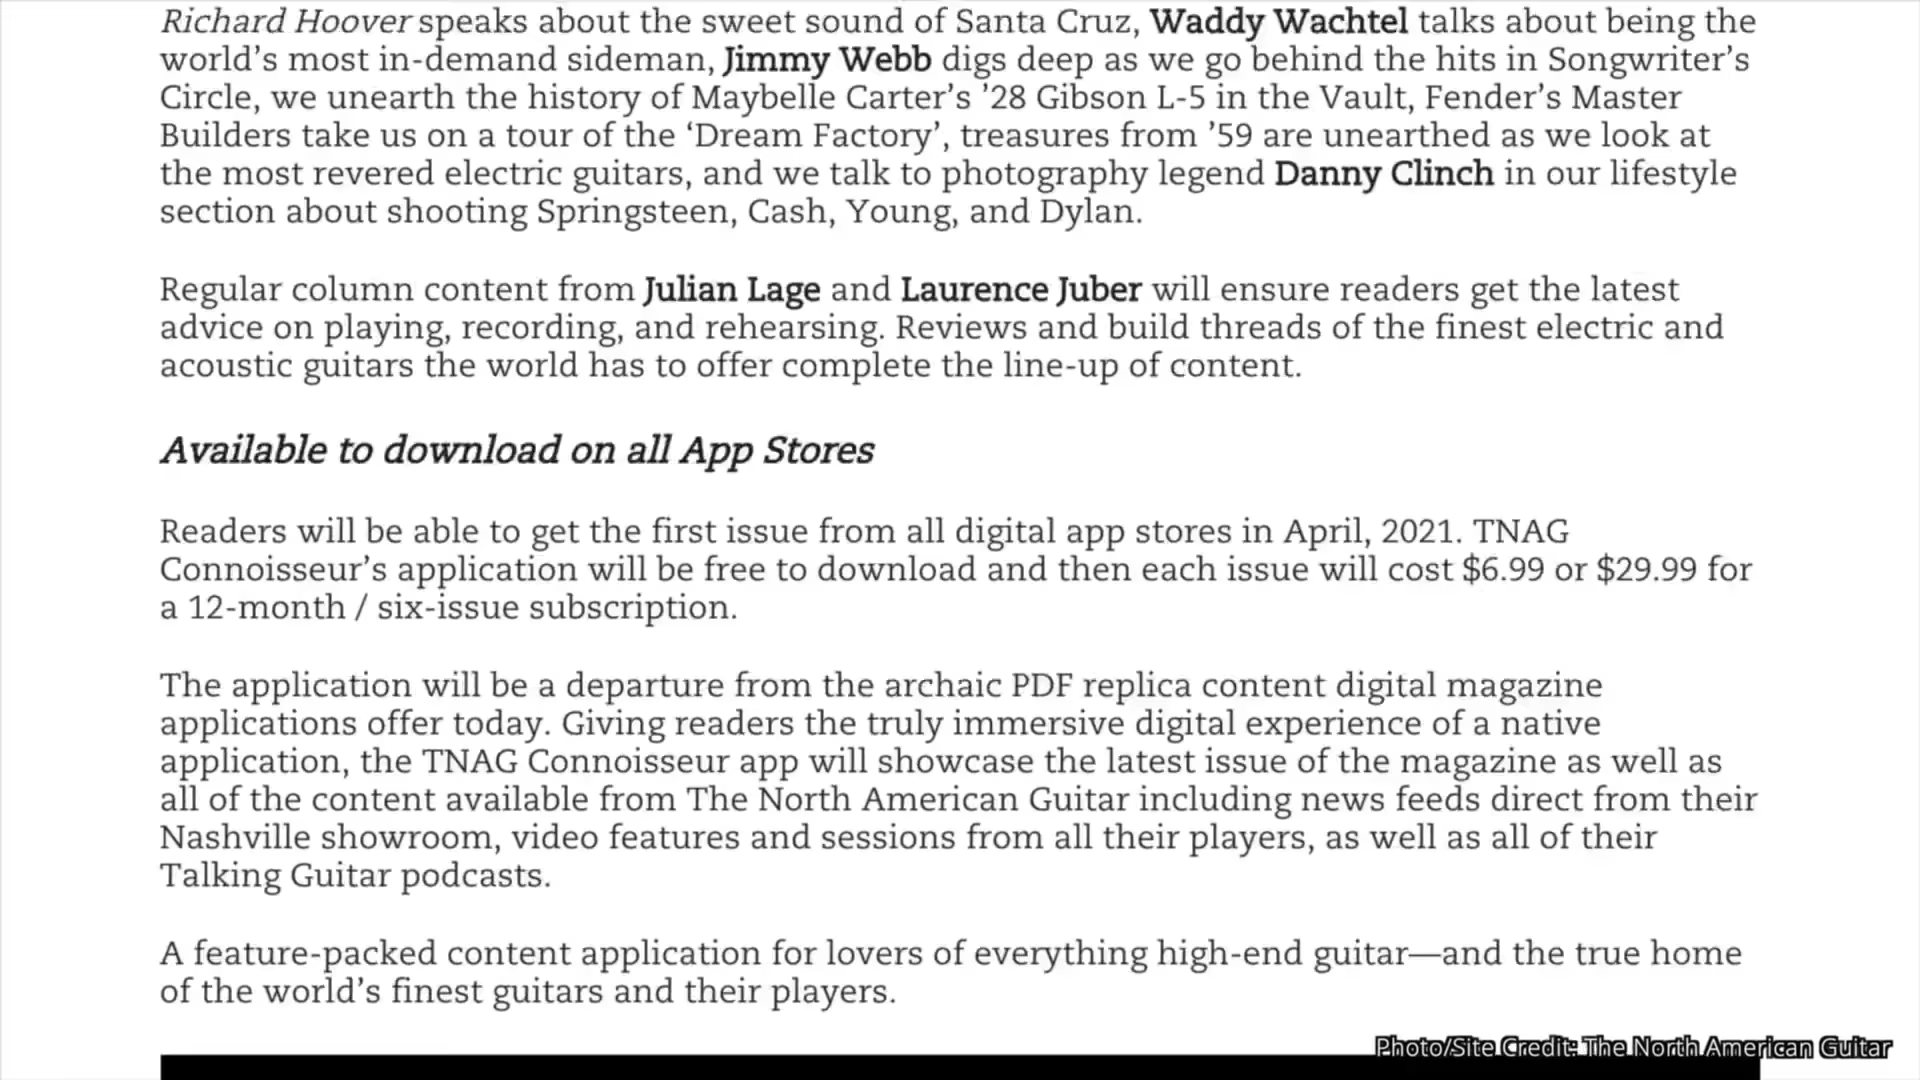 Richard Hoover speaks about the sweet sound of Santa Cruz, Waddy Wachtel talks about being the
world’s most in-demand sideman, Jimmy Webb digs deep as we go behind the hits in Songwriter’s
Circle, we unearth the history of Maybelle Carter’s ’28 Gibson L-5 in the Vault, Fender’s Master
Builders take us on a tour of the ‘Dream Factory’, treasures from ’59 are unearthed as we look at
the most revered electric guitars, and we talk to photography legend Danny Clinch in our lifestyle
section about shooting Springsteen, Cash, Young, and Dylan.
Regular column content from Julian Lage and Laurence Juber will ensure readers get the latest
advice on playing, recording, and rehearsing. Reviews and build threads of the finest electric and
acoustic guitars the world has to offer complete the line-up of content.
Available to download on all App Stores
Readers will be able to get the first issue from all digital app stores in April, 2021. TNAG
Connoisseur’s application will be free to download and then each issue will cost $6.99 or $29.99 for
a 12-month / six-issue subscription.
The application will be a departure from the archaic PDF replica content digital magazine
applications offer today. Giving readers the truly immersive digital experience of a native
application, the TNAG Connoisseur app will showcase the latest issue of the magazine as well as
all of the content available from The North American Guitar including news feeds direct from their
Nashville showroom, video features and sessions from all their players, as well as all of their
Talking Guitar podcasts.
A feature-packed content application for lovers of everything high-end guitar—and the true home
of the world’s finest guitars and their players.
Photo/Site Credit: The North American Guitar